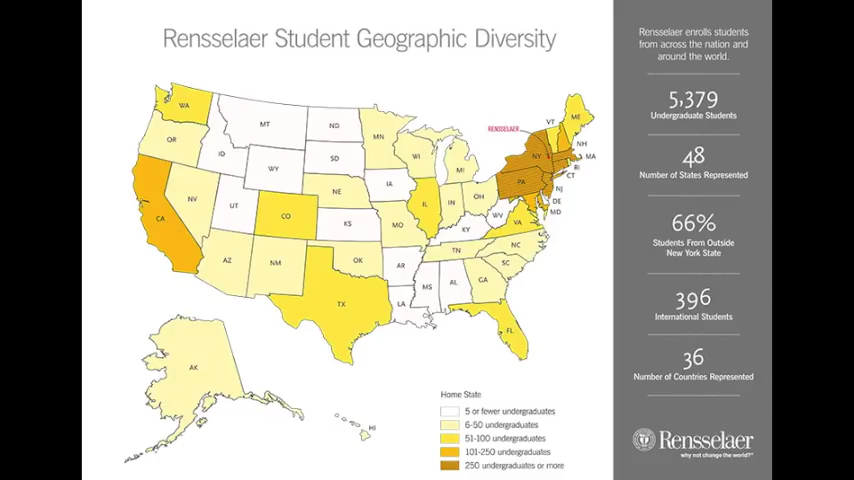 Rensselaer Student Geographic Diversity
WA
OR
CA
NV
ID
MT
WY
UT
AZ
CO
NM
ND
SD
NE
KS
OK
TX
MN
IA
MO
AR
LA
WI
IL
MI
IN
OH
KY
TN
MS
AL
GA
FL
SC
NC
VA
WV
PA
NY
VT
ME
NH
MA
RI
CT
NJ
DE
MD
RENSSELAER
AK
HI
Home State
5 or fewer undergraduates
6-50 undergraduates
51-100 undergraduates
101-250 undergraduates
250 undergraduates or more
Rensselaer enrolls students
from across the nation and
around the world.
5,379
Undergraduate Students
48
Number of States Represented
66%
Students From Outside
New York State
396
International Students
36
Number of Countries Represented
Rensselaer
why not change the world?®